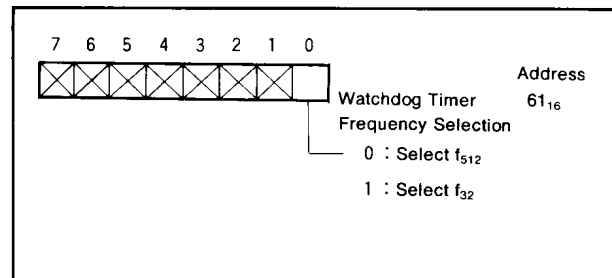 7 6 5 4 3 2 1 0
Address
Watchdog Timer 61₁₆
Frequency Selection
0 : Select f₅₁₂
1 : Select f₃₂